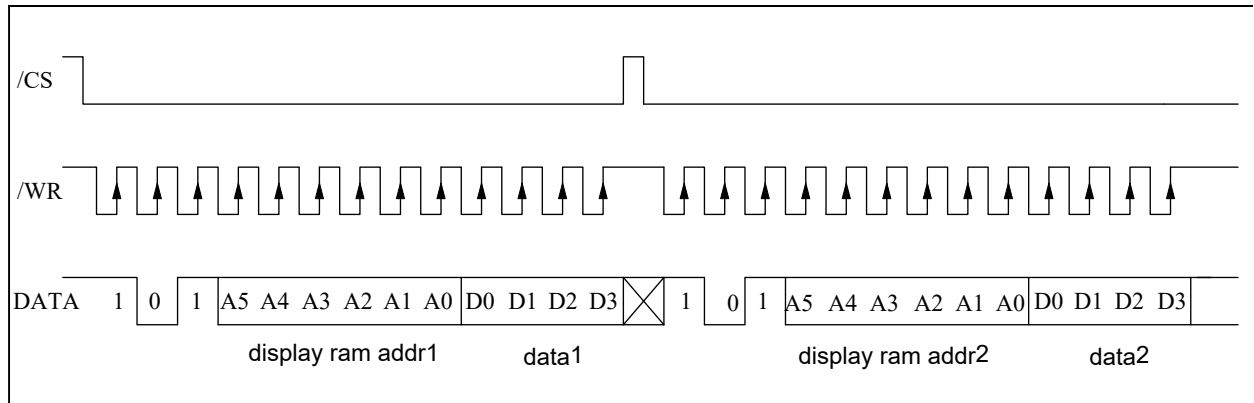 /CS
/WR
DATA 1 0 1 A5 A4 A3 A2 A1 A0 D0 D1 D2 D3 1 0 1 A5 A4 A3 A2 A1 A0 D0 D1 D2 D3
display ram addr1 data1 display ram addr2 data2